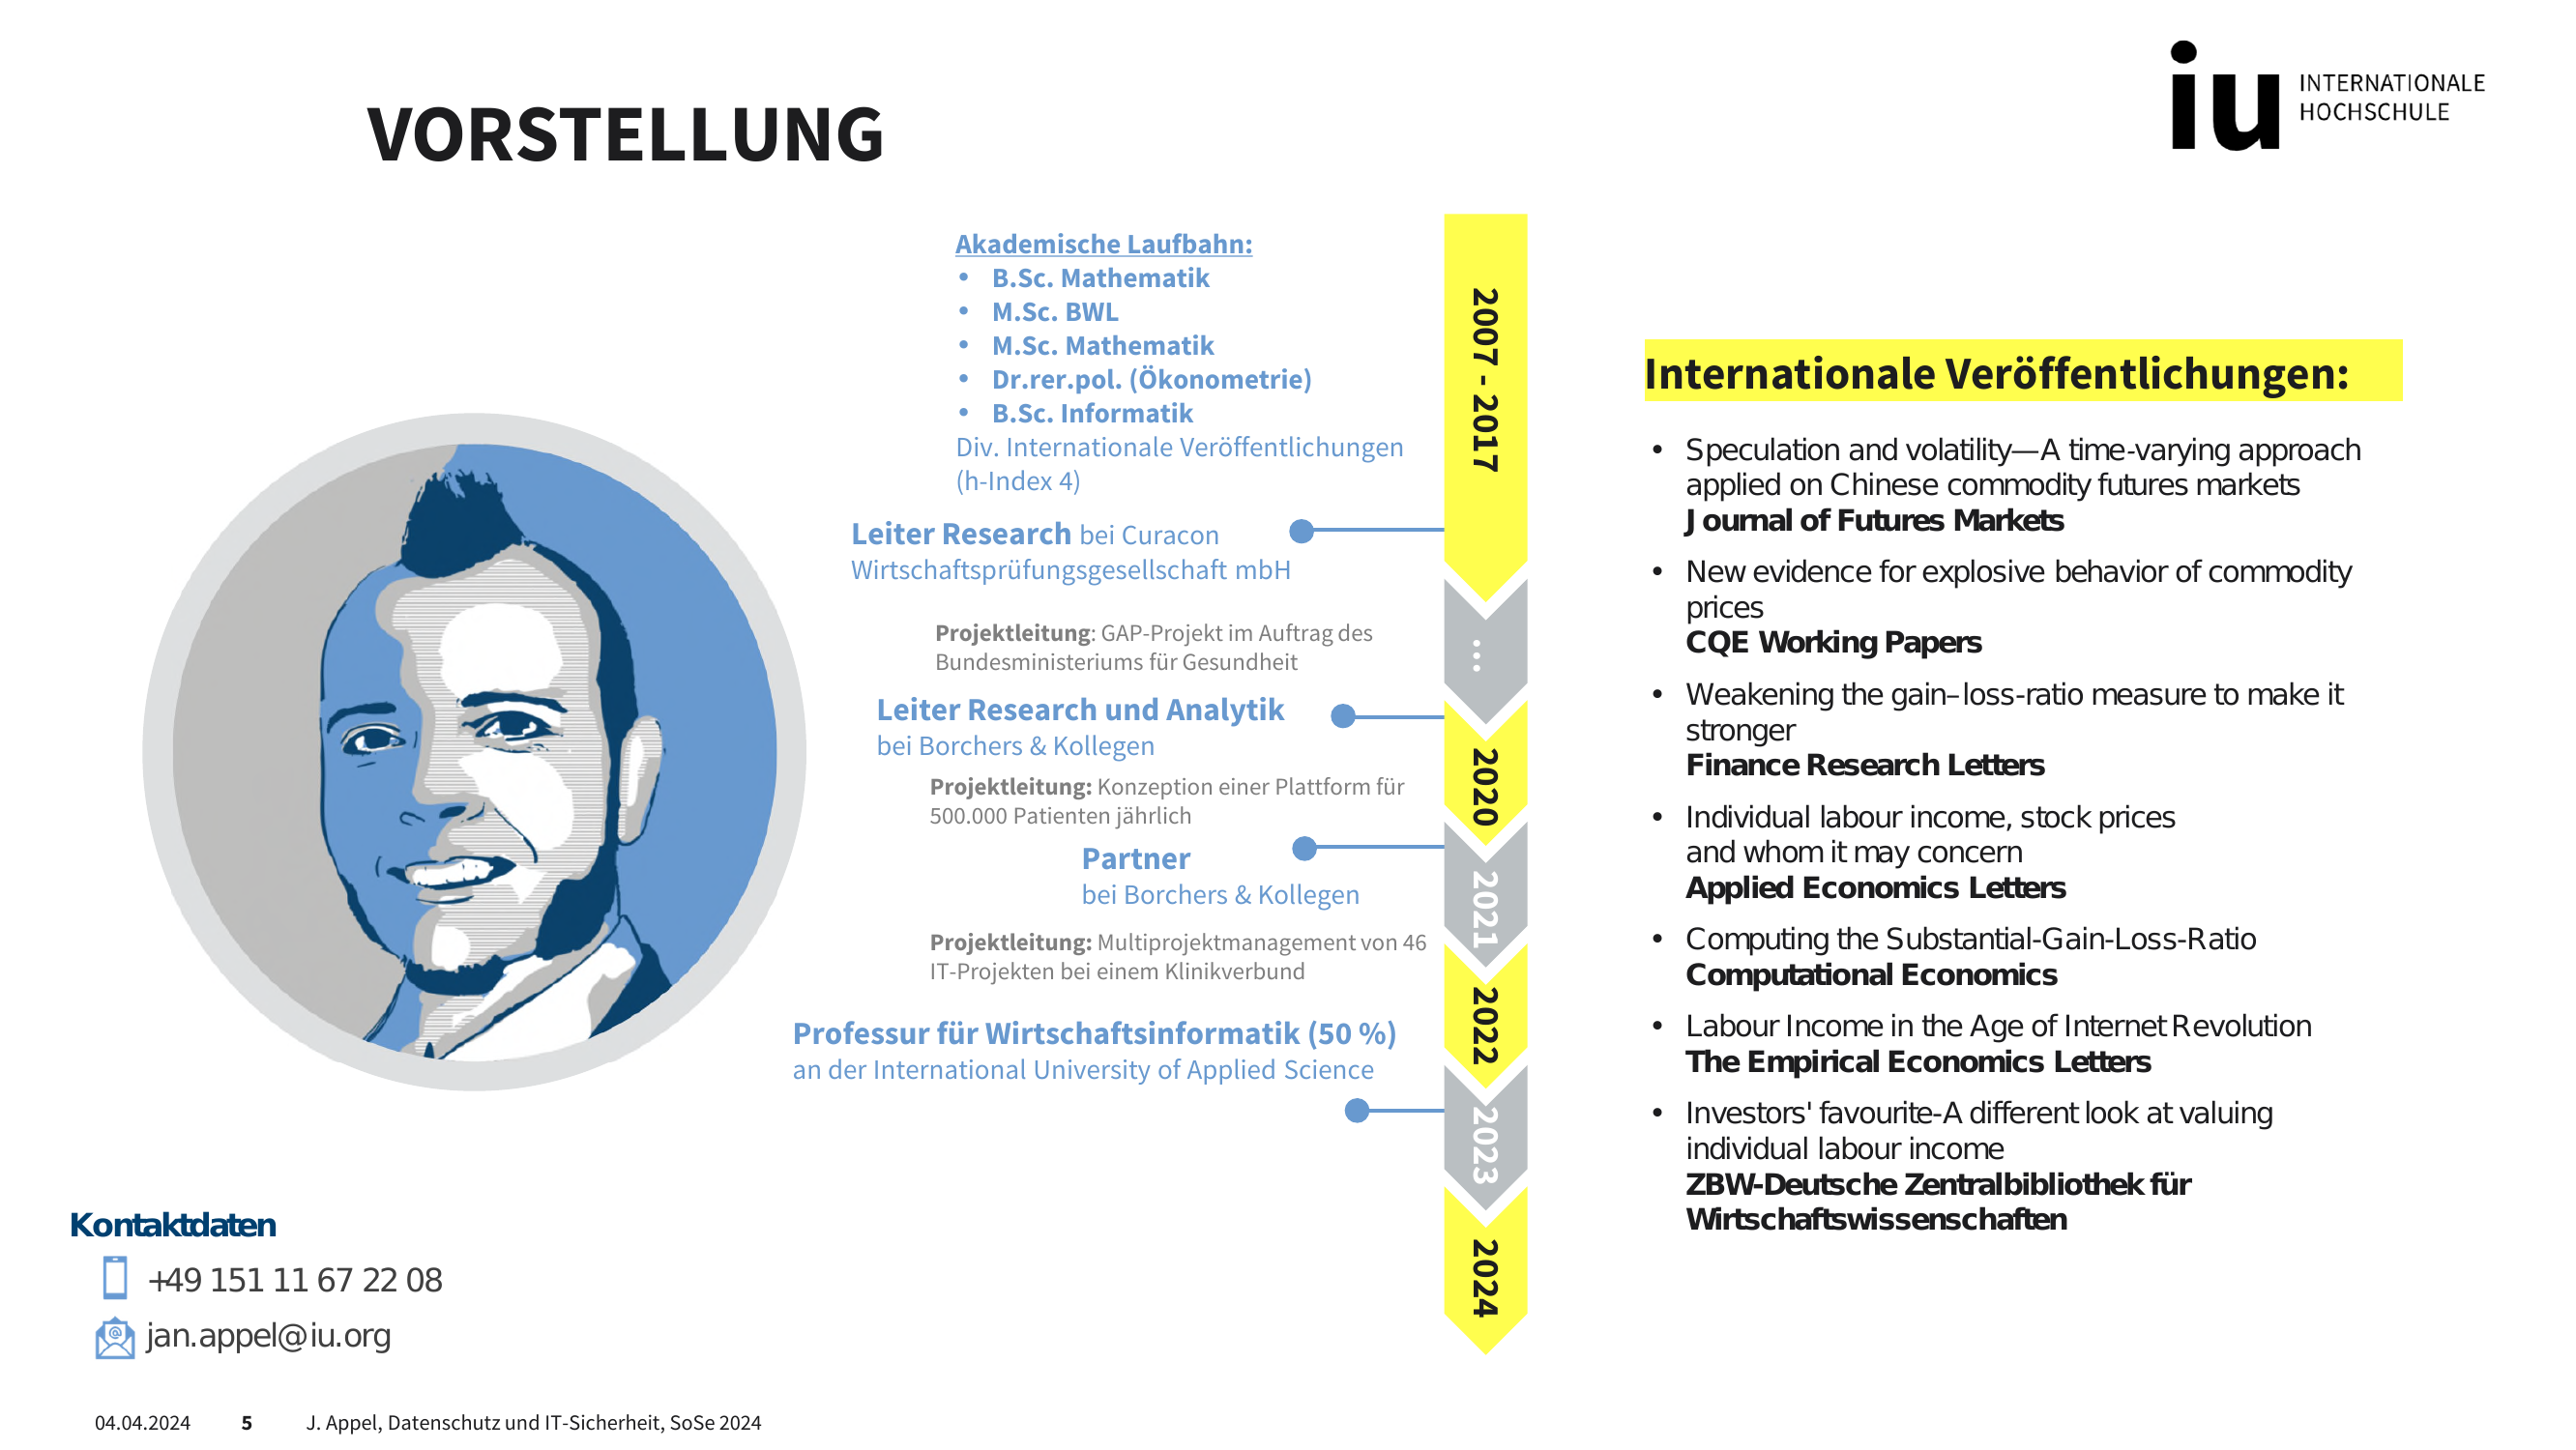 VORSTELLUNG
iu INTERNATIONALE
HOCHSCHULE
Akademische Laufbahn:
• B.Sc. Mathematik
• M.Sc. BWL
• M.Sc. Mathematik
• Dr.rer.pol. (Ökonometrie)
• B.Sc. Informatik
Div. Internationale Veröffentlichungen
(h-Index 4)
Leiter Research bei Curacon
Wirtschaftsprüfungsgesellschaft mbH
Projektleitung: GAP-Projekt im Auftrag des
Bundesministeriums für Gesundheit
Leiter Research und Analytik
bei Borchers & Kollegen
Projektleitung: Konzeption einer Plattform für
500.000 Patienten jährlich
Partner
bei Borchers & Kollegen
Projektleitung: Multiprojektmanagement von 46
IT-Projekten bei einem Klinikverbund
Professur für Wirtschaftsinformatik (50 %)
an der International University of Applied Science
2007 - 2017
...
2020
2021
2022
2023
2024
Internationale Veröffentlichungen:
• Speculation and volatility—A time-varying approach
applied on Chinese commodity futures markets
Journal of Futures Markets
• New evidence for explosive behavior of commodity
prices
CQE Working Papers
• Weakening the gain–loss-ratio measure to make it
stronger
Finance Research Letters
• Individual labour income, stock prices
and whom it may concern
Applied Economics Letters
• Computing the Substantial-Gain-Loss-Ratio
Computational Economics
• Labour Income in the Age of Internet Revolution
The Empirical Economics Letters
• Investors' favourite-A different look at valuing
individual labour income
ZBW-Deutsche Zentralbibliothek für
Wirtschaftswissenschaften
Kontaktdaten
+49 151 11 67 22 08
@ jan.appel@iu.org
04.04.2024 5 J. Appel, Datenschutz und IT-Sicherheit, SoSe 2024